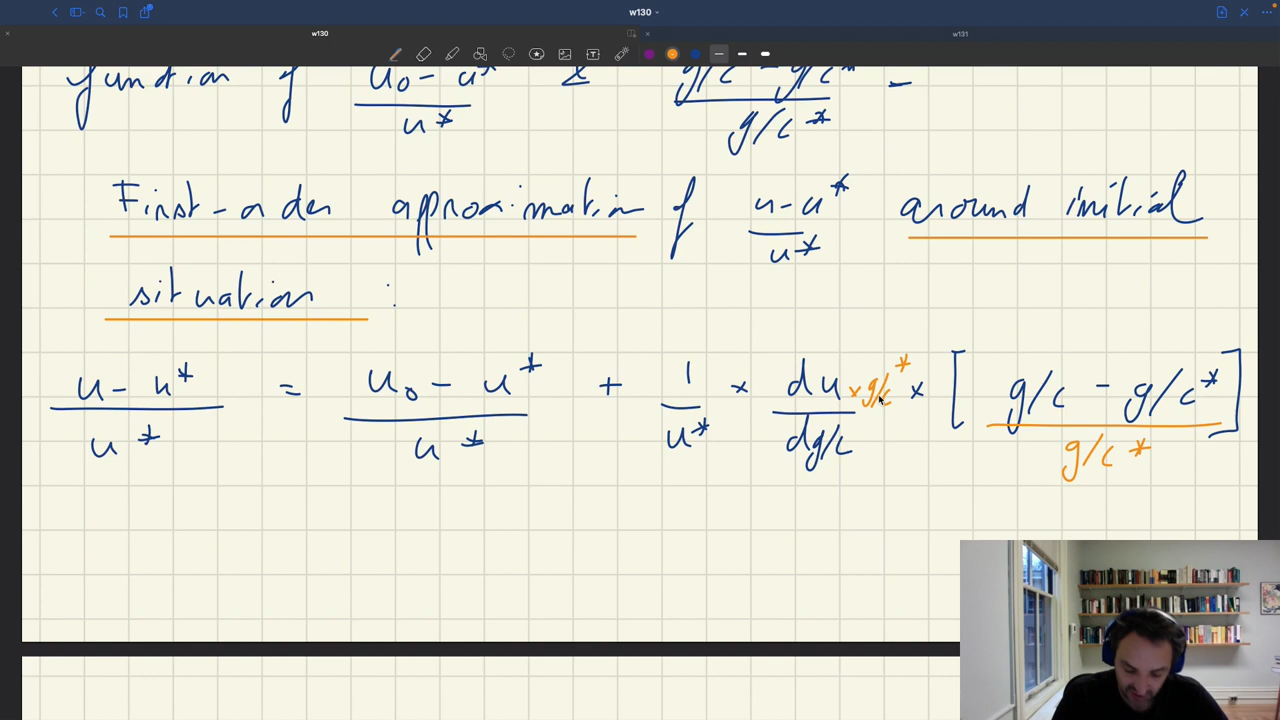 w130
w130 w131
function of (u₀ - u*)/u* & (g/c - g/c*)/(g/c*) -
First-order approximation of (u - u*)/u* around initial
situation :
(u - u*)/u* = (u₀ - u*)/u* + 1/u* × du/(dg/c) × g/c* × [(g/c - g/c*)/(g/c*)]